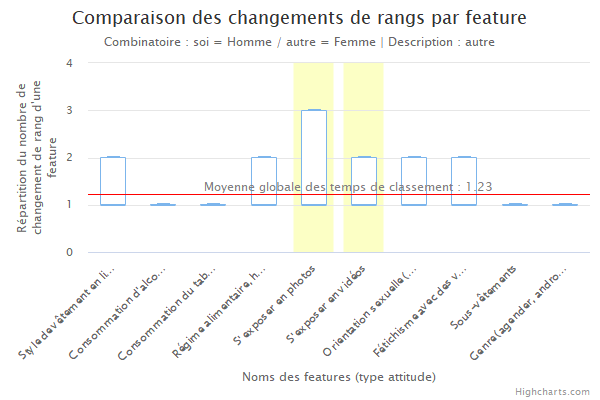 Comparaison des changements de rangs par feature
Combinatoire : soi = Homme / autre = Femme | Description : autre
Répartition du nombre de
changement de rang d'une
feature
4
3
2
1
0
Moyenne globale des temps de classement : 1.23
Style de vêtement en li...
Consommation d'alco...
Consommation du tab...
Régime alimentaire, h...
S'exposer en photos
S'exposer en vidéos
Orientation sexuelle (...
Fétichisme avec des v...
Sous-vêtements
Genre (agender, andro...
Noms des features (type attitude)
Highcharts.com